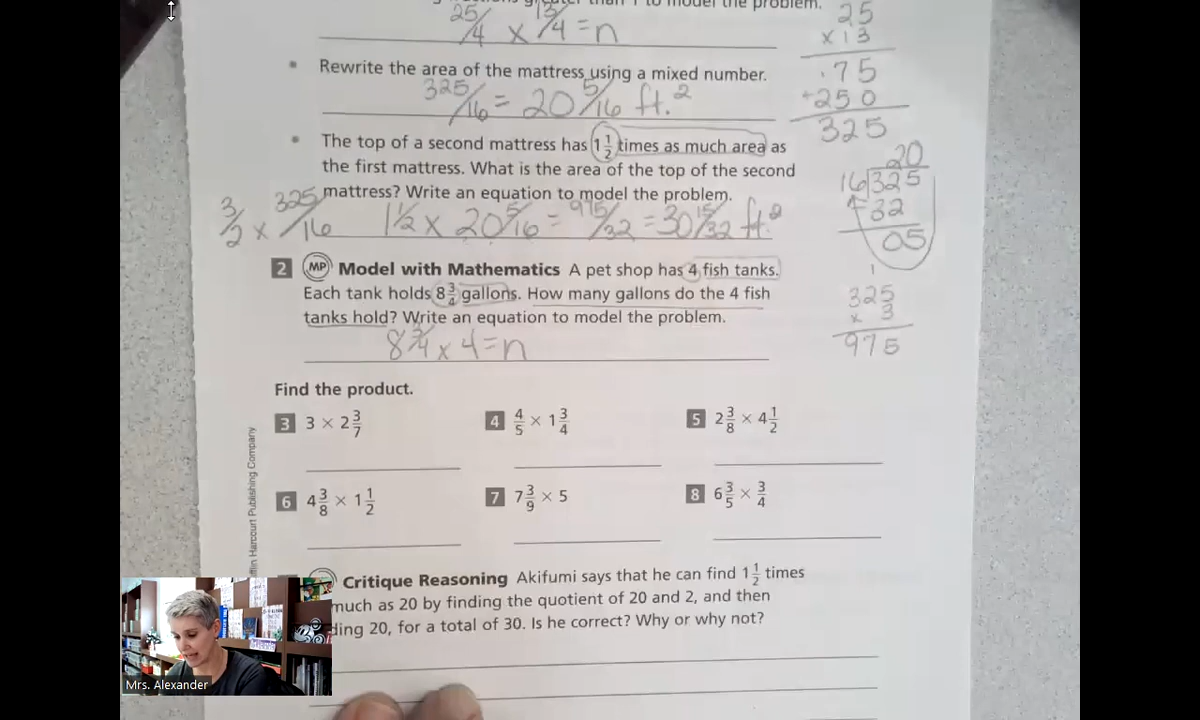 to model the problem.
25/4 x 13/4 = n
25
x 13
75
+250
325
• Rewrite the area of the mattress using a mixed number.
325/16 = 20 5/16 ft.²
• The top of a second mattress has 1 1/2 times as much area as
the first mattress. What is the area of the top of the second
mattress? Write an equation to model the problem.
3/2 x 325/16 1 1/2 x 20 5/16 = 975/32 = 30 15/32 ft²
20
16 325
32
05
2 MP Model with Mathematics A pet shop has 4 fish tanks.
Each tank holds 8 3/4 gallons. How many gallons do the 4 fish
tanks hold? Write an equation to model the problem.
8 3/4 x 4 = n
1
325
x 3
975
Find the product.
3 3 × 2 3/7
4 4/5 × 1 3/4
5 2 3/8 × 4 1/2
6 4 3/8 × 1 1/2
7 7 3/9 × 5
8 6 3/5 × 3/4
Harcourt Publishing Company
Critique Reasoning Akifumi says that he can find 1 1/2 times
much as 20 by finding the quotient of 20 and 2, and then
ding 20, for a total of 30. Is he correct? Why or why not?
Mrs. Alexander